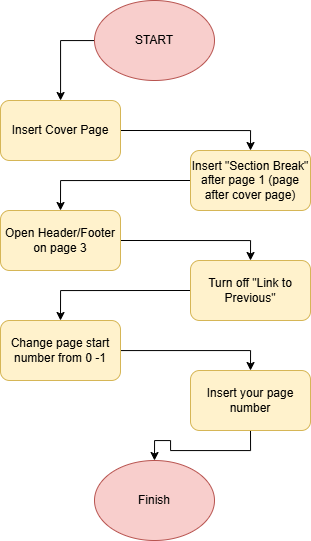 START
Insert Cover Page
Insert "Section Break"
after page 1 (page
after cover page)
Open Header/Footer
on page 3
Turn off "Link to
Previous"
Change page start
number from 0 -1
Insert your page
number
Finish